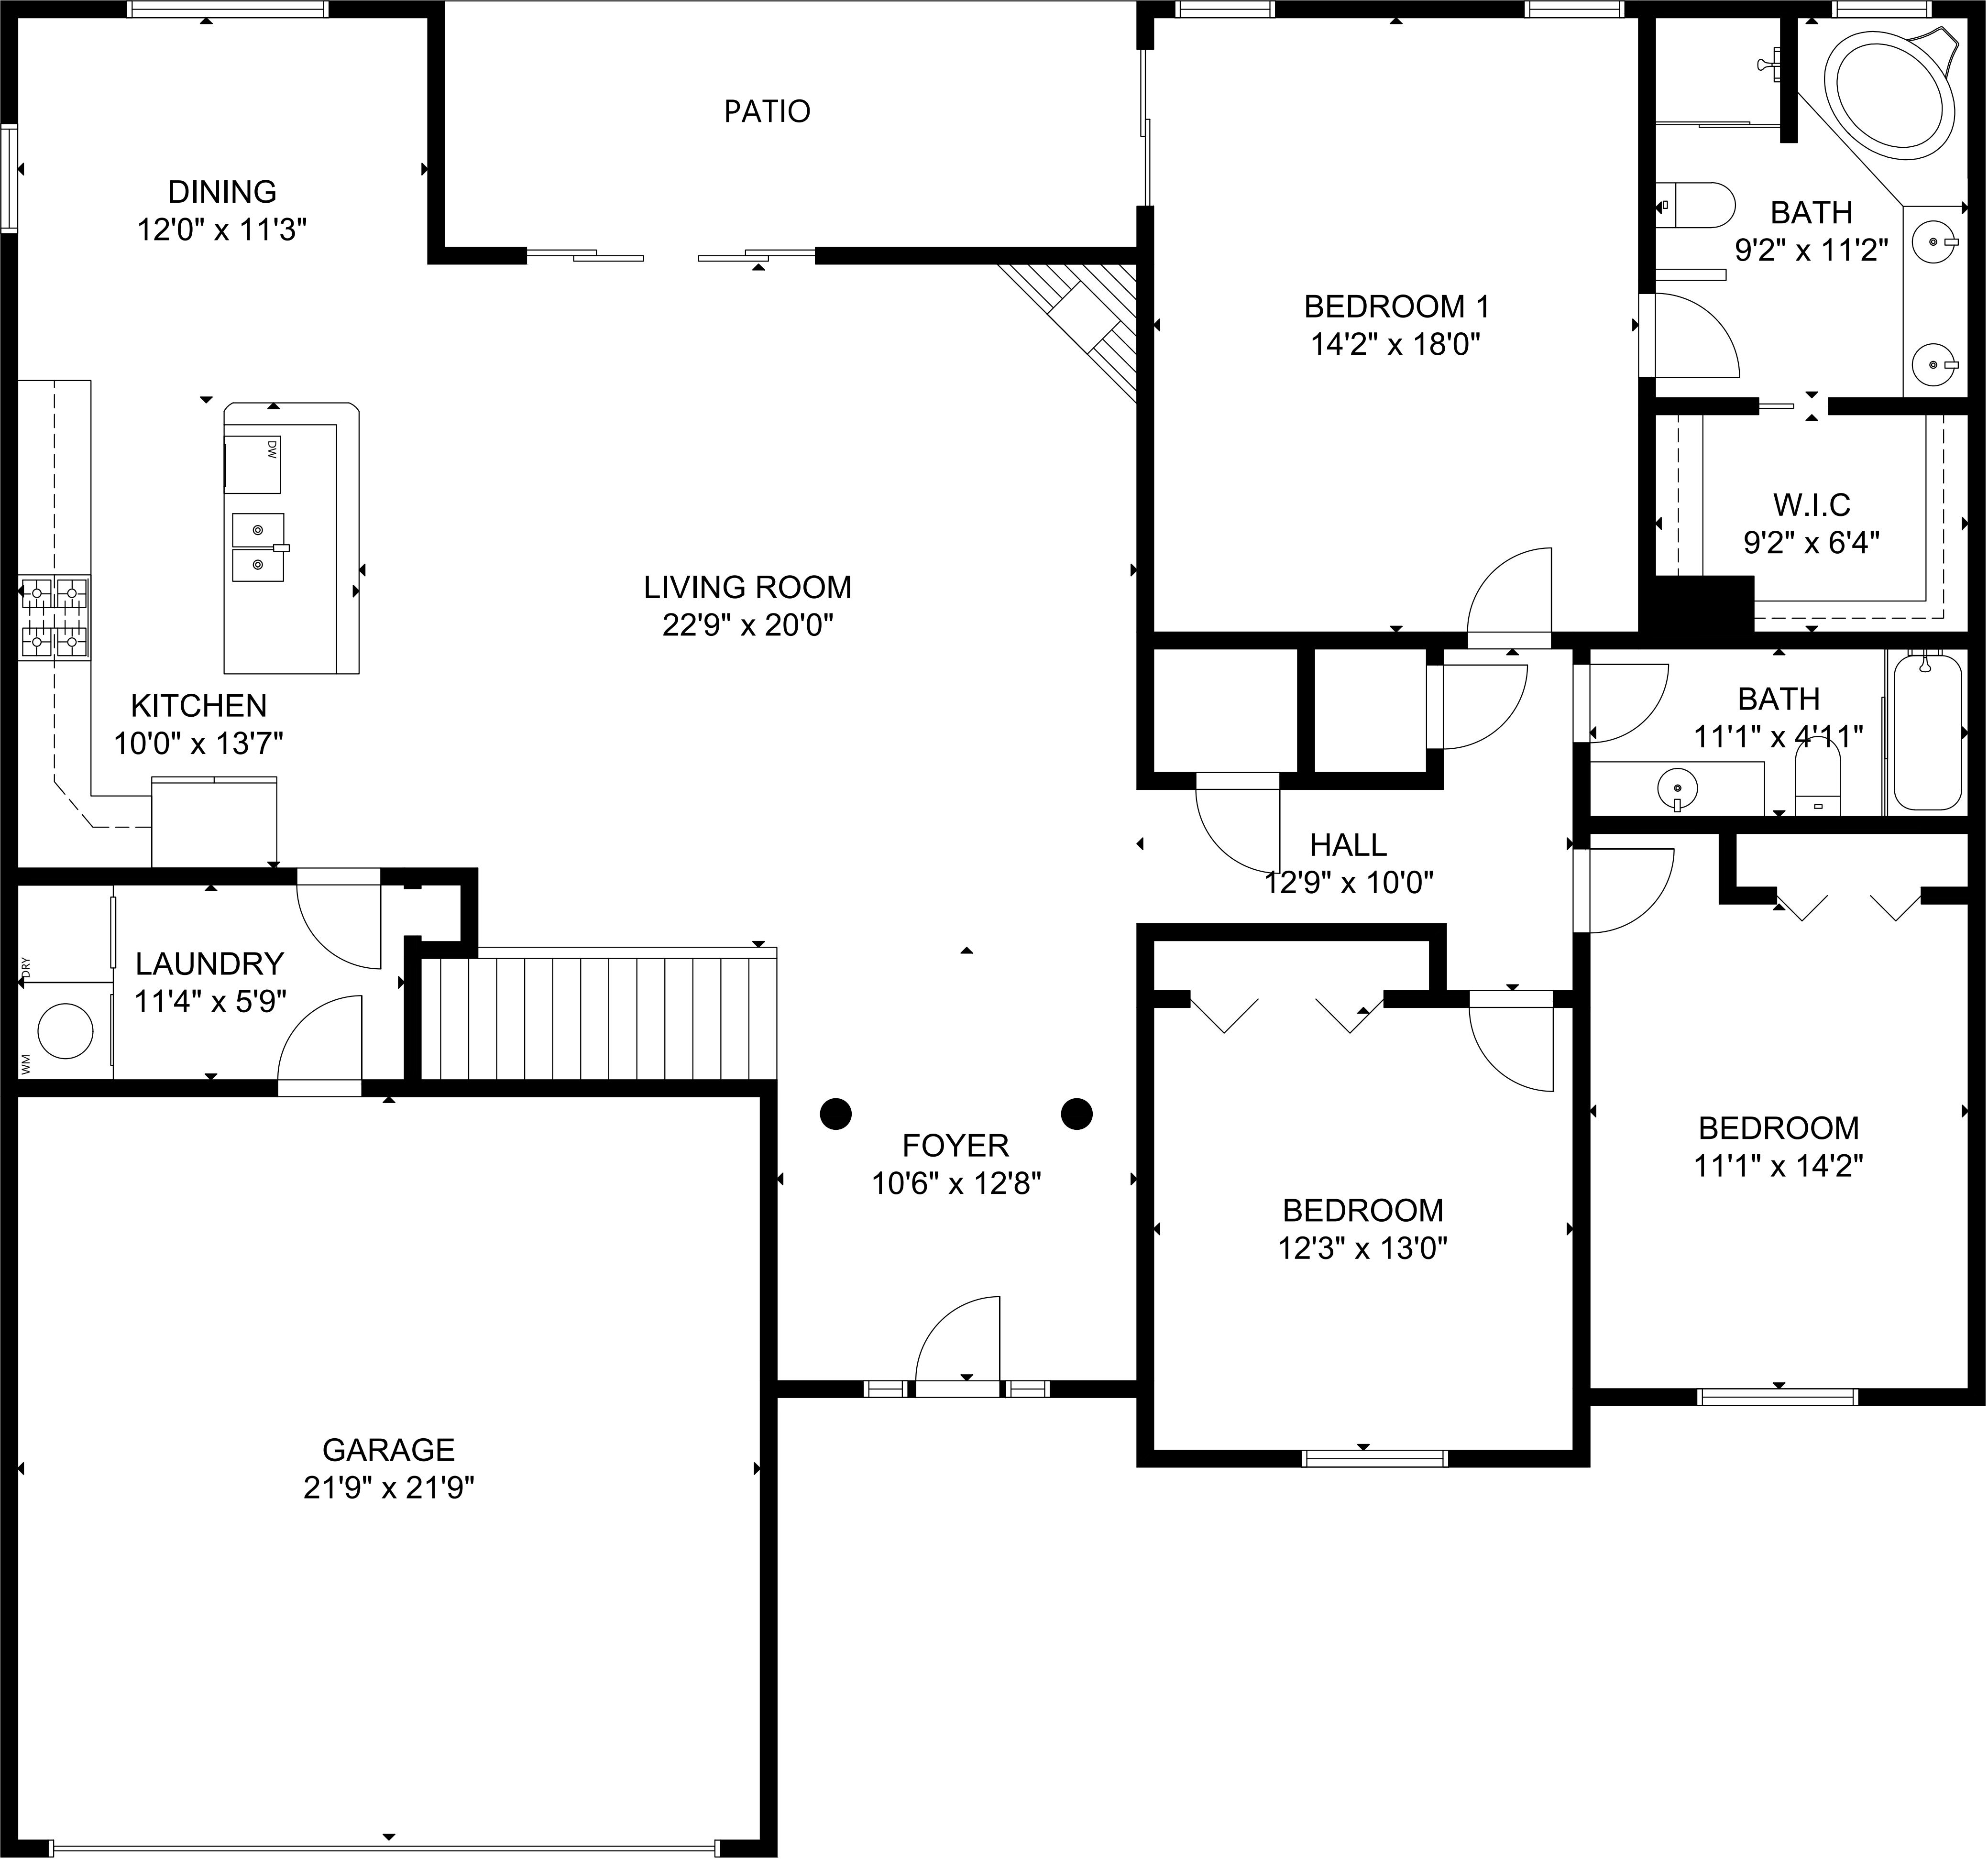 PATIO
DINING
12'0" x 11'3"
BATH
9'2" x 11'2"
BEDROOM 1
14'2" x 18'0"
DW
W.I.C
9'2" x 6'4"
LIVING ROOM
22'9" x 20'0"
KITCHEN
10'0" x 13'7"
BATH
11'1" x 4'11"
HALL
12'9" x 10'0"
DRY
LAUNDRY
11'4" x 5'9"
WM
FOYER
10'6" x 12'8"
BEDROOM
11'1" x 14'2"
BEDROOM
12'3" x 13'0"
GARAGE
21'9" x 21'9"